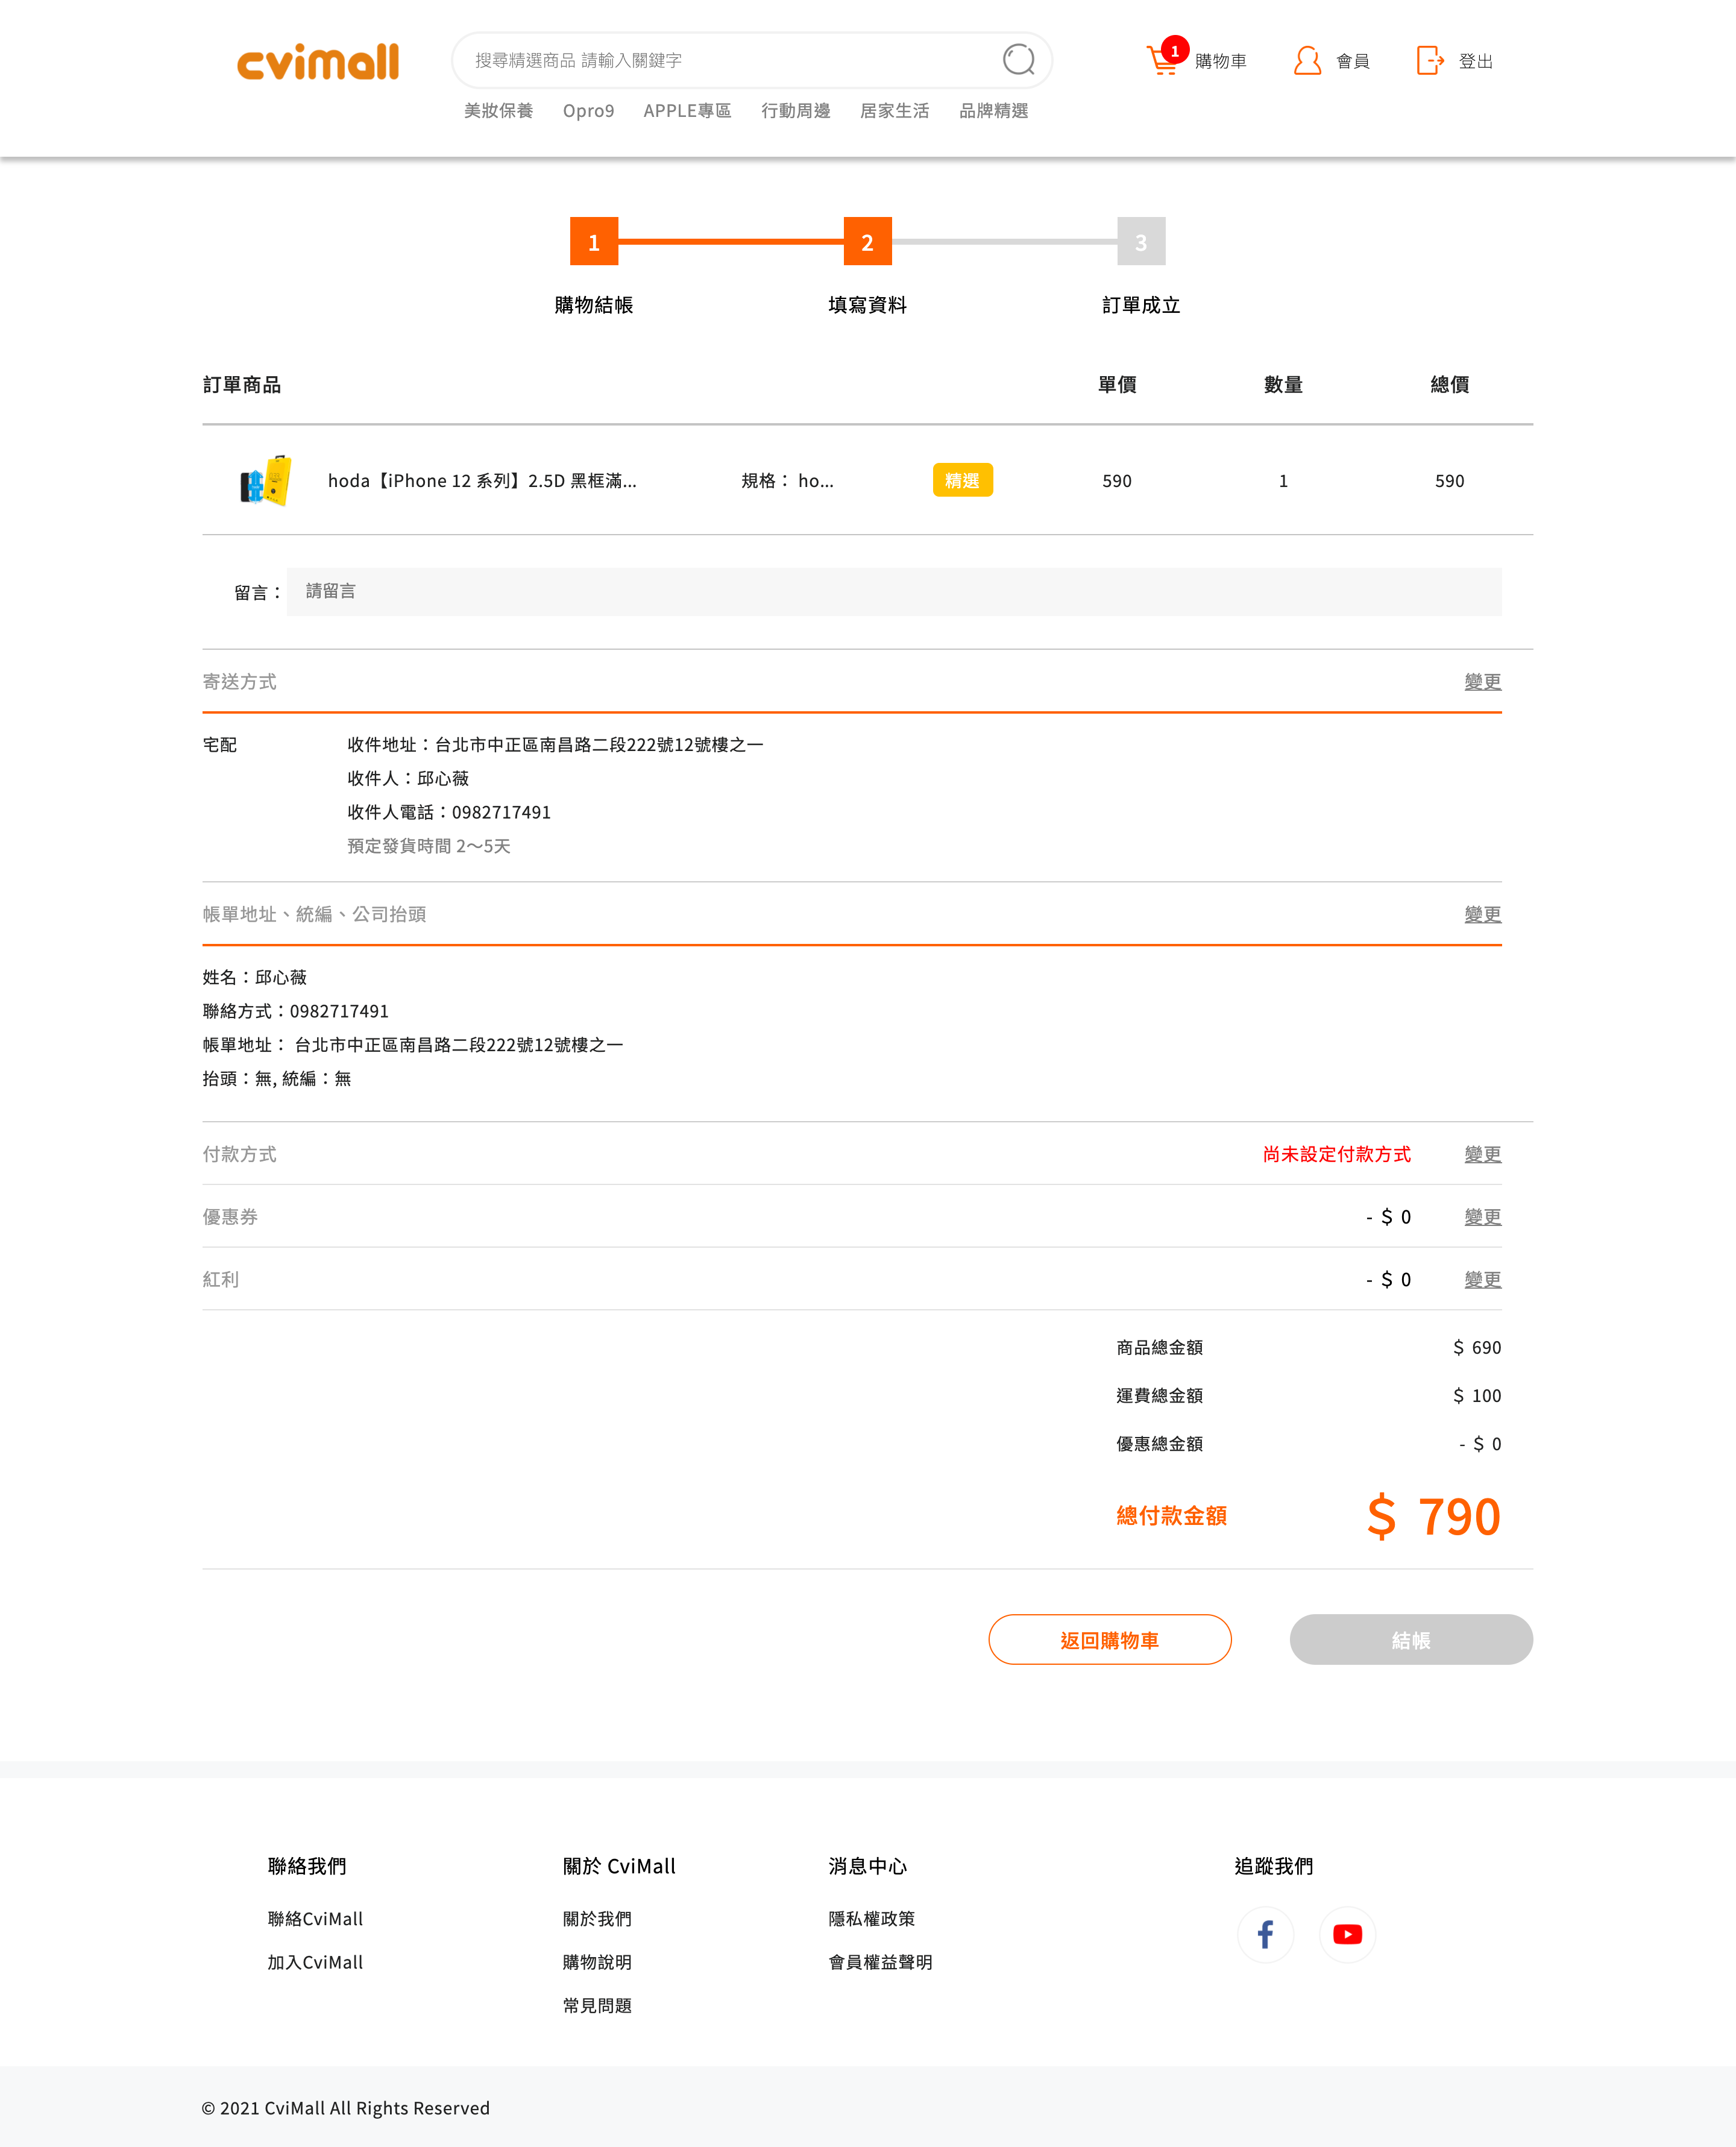 cvimall
搜尋精選商品 請輸入關鍵字
1
購物車
會員
登出
美妝保養 Opro9 APPLE專區 行動周邊 居家生活 品牌精選
1 2 3
購物結帳 填寫資料 訂單成立
訂單商品 單價 數量 總價
hoda【iPhone 12 系列】2.5D 黑框滿... 規格： ho... 精選 590 1 590
留言： 請留言
寄送方式 變更
宅配 收件地址：台北市中正區南昌路二段222號12號樓之一
收件人：邱心薇
收件人電話：0982717491
預定發貨時間 2～5天
帳單地址、統編、公司抬頭 變更
姓名：邱心薇
聯絡方式：0982717491
帳單地址： 台北市中正區南昌路二段222號12號樓之一
抬頭：無, 統編：無
付款方式 尚未設定付款方式 變更
優惠券 - $ 0 變更
紅利 - $ 0 變更
商品總金額 $ 690
運費總金額 $ 100
優惠總金額 - $ 0
總付款金額 $ 790
返回購物車 結帳
聯絡我們 關於 CviMall 消息中心 追蹤我們
聯絡CviMall 關於我們 隱私權政策
加入CviMall 購物說明 會員權益聲明
常見問題
© 2021 CviMall All Rights Reserved